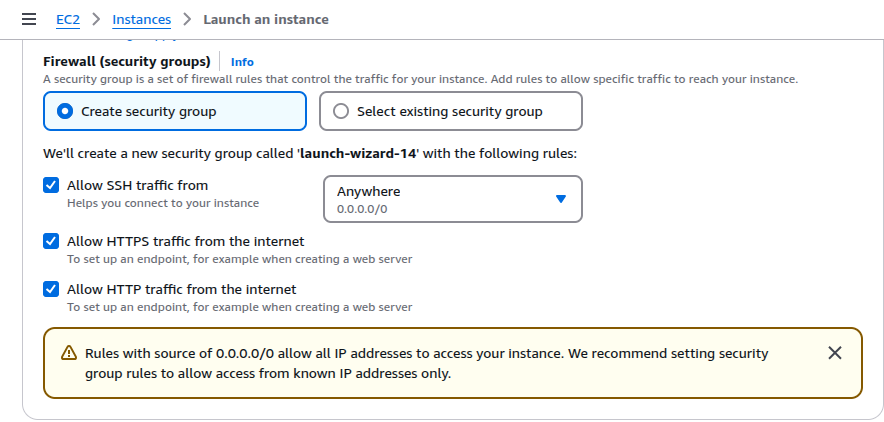 EC2 > Instances > Launch an instance
Firewall (security groups) Info
A security group is a set of firewall rules that control the traffic for your instance. Add rules to allow specific traffic to reach your instance.
Create security group Select existing security group
We'll create a new security group called 'launch-wizard-14' with the following rules:
Allow SSH traffic from Anywhere
Helps you connect to your instance 0.0.0.0/0
Allow HTTPS traffic from the internet
To set up an endpoint, for example when creating a web server
Allow HTTP traffic from the internet
To set up an endpoint, for example when creating a web server
Rules with source of 0.0.0.0/0 allow all IP addresses to access your instance. We recommend setting security
group rules to allow access from known IP addresses only.